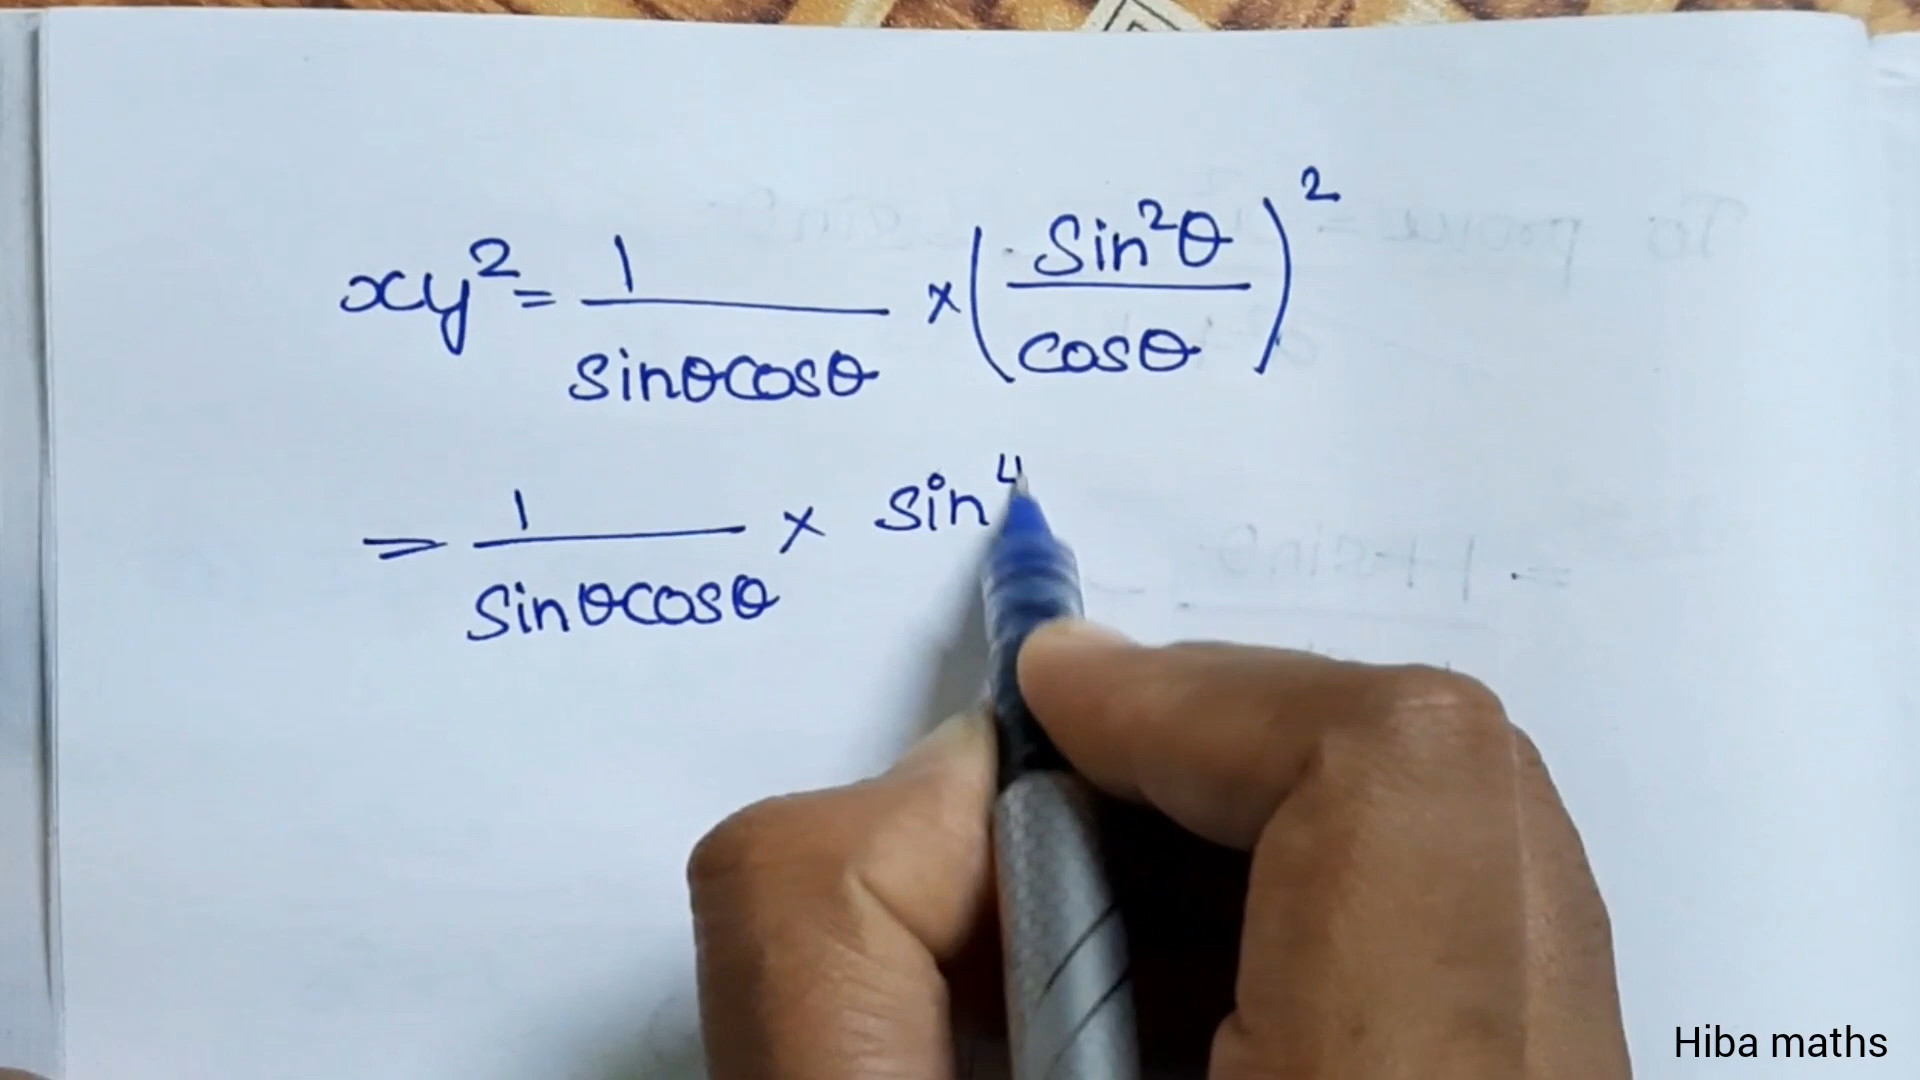 xy² = 1/(sinθcosθ) × (Sin²θ/cosθ)²
= 1/(SinθcosΘ) × sin⁴
Hiba maths